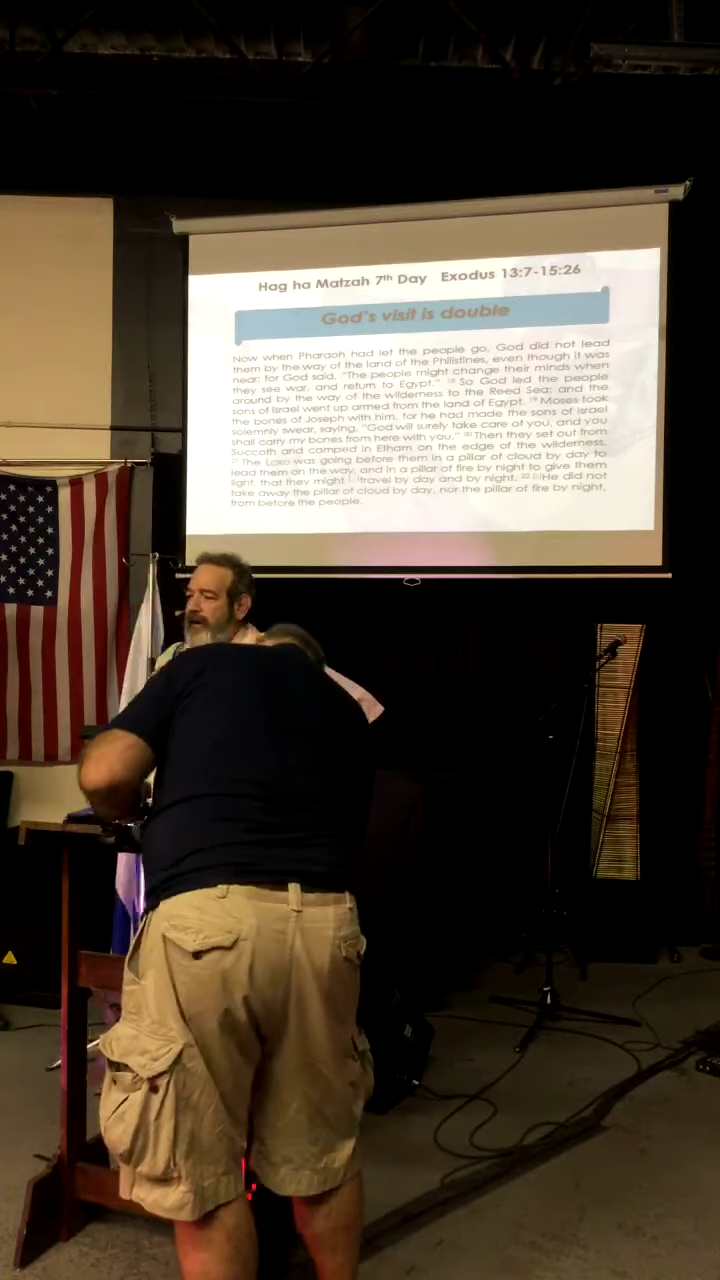 Hag ha Matzah 7th Day Exodus 13:7-15:26
God's visit is double
Now when Pharaoh had let the people go, God did not lead
them by the way of the land of the Philistines, even though it was
near; for God said, "The people might change their minds when
they see war, and return to Egypt." 18 So God led the people
around by the way of the wilderness to the Reed Sea; and the
sons of Israel went up armed from the land of Egypt. 19 Moses took
the bones of Joseph with him, for he had made the sons of Israel
solemnly swear, saying, "God will surely take care of you, and you
shall carry my bones from here with you." 20 Then they set out from
Succoth and camped in Etham on the edge of the wilderness.
21 The LORD was going before them in a pillar of cloud by day to
lead them on the way, and in a pillar of fire by night to give them
light, that they might travel by day and by night. 22 He did not
take away the pillar of cloud by day, nor the pillar of fire by night,
from before the people.